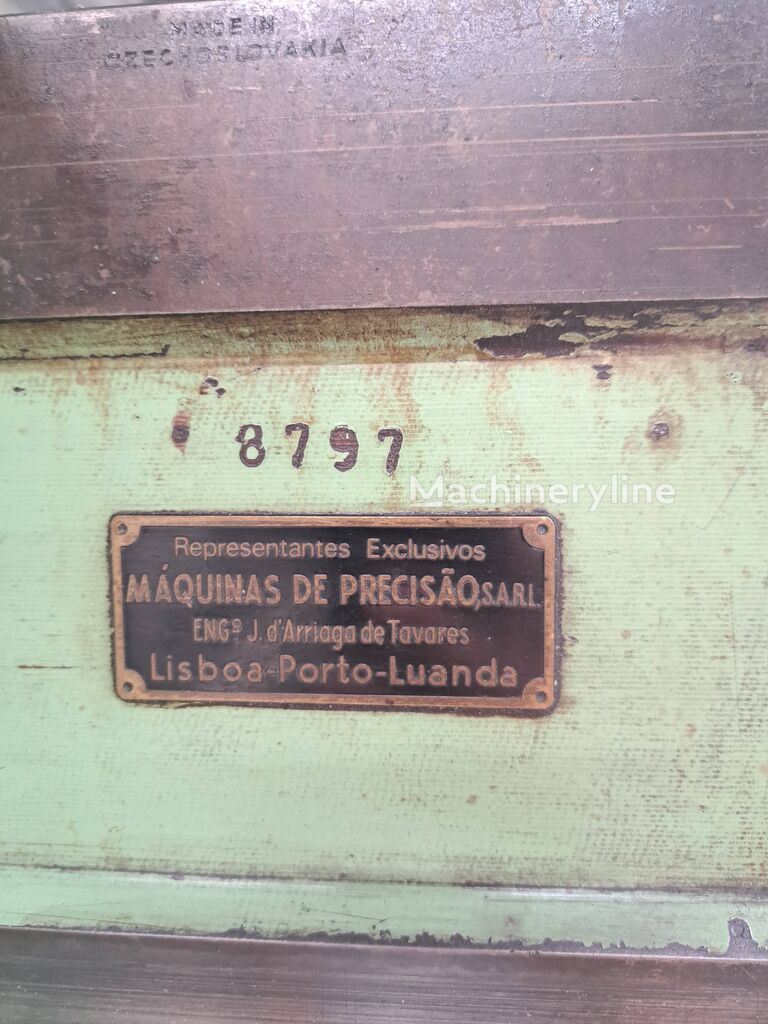 MADE IN
CZECHOSLOVAKIA
8797
Machineryline
Representantes Exclusivos
MÁQUINAS DE PRECISÃO, S.A.R.L.
ENGº J. d'Arriaga de Tavares
Lisboa-Porto-Luanda